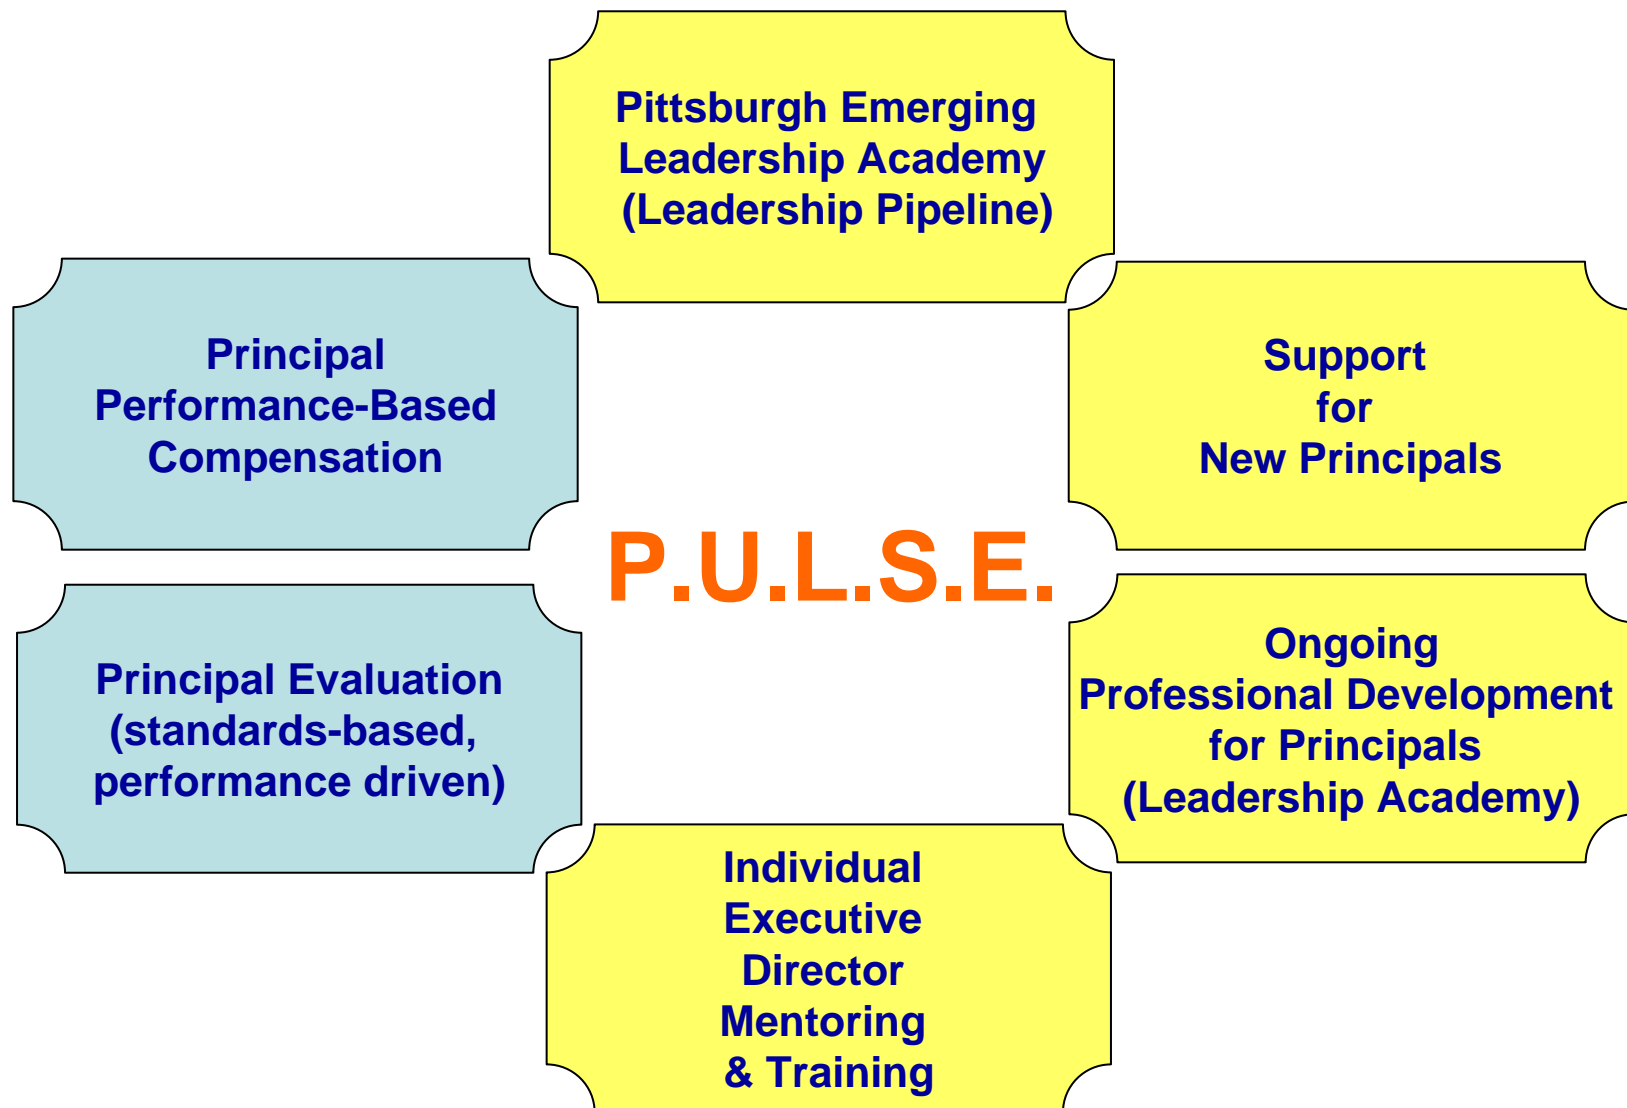 Pittsburgh Emerging
Leadership Academy
(Leadership Pipeline)
Principal
Performance-Based
Compensation
Support
for
New Principals
P.U.L.S.E.
Principal Evaluation
(standards-based,
performance driven)
Ongoing
Professional Development
for Principals
(Leadership Academy)
Individual
Executive
Director
Mentoring
& Training